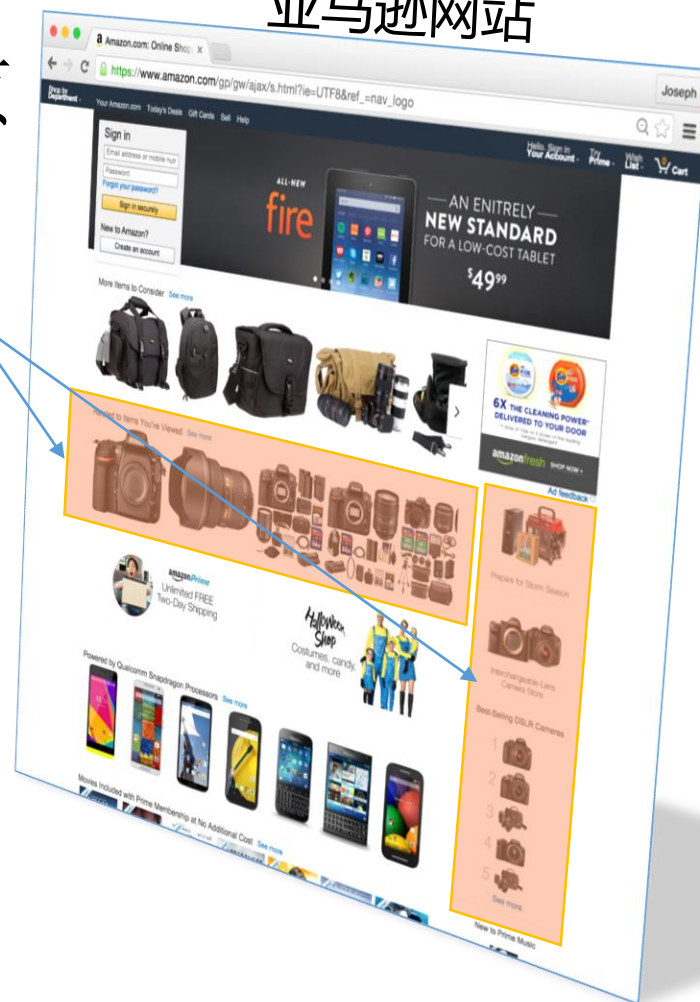 亚马逊网站
Amazon.com: Online Shop
Joseph
https://www.amazon.com/gp/gw/ajax/s.html?ie=UTF8&ref_=nav_logo
Shop by
Department
Your Amazon.com Today's Deals Gift Cards Sell Help
Hello. Sign in
Your Account
Try
Prime
Wish
List
0
Cart
Sign in
Email address or mobile num
Password
Forgot your password?
Sign in securely
New to Amazon?
Create an account
ALL-NEW
fire
AN ENITRELY
NEW STANDARD
FOR A LOW-COST TABLET
$49⁹⁹
More Items to Consider See more
6X THE CLEANING POWER*
DELIVERED TO YOUR DOOR
amazonfresh SHOP NOW
Ad feedback
Related to Items You've Viewed See more
Prepare for Storm Season
Interchangeable Lens
Camera Store
Best-Selling DSLR Cameras
1
2
3
4
5
See more
New to Prime Music
amazonPrime
Unlimited FREE
Two-Day Shipping
Halloween
Shop
Costumes, candy,
and more
Powered by Qualcomm Snapdragon Processors See more
Movies Included with Prime Membership at No Additional Cost See more